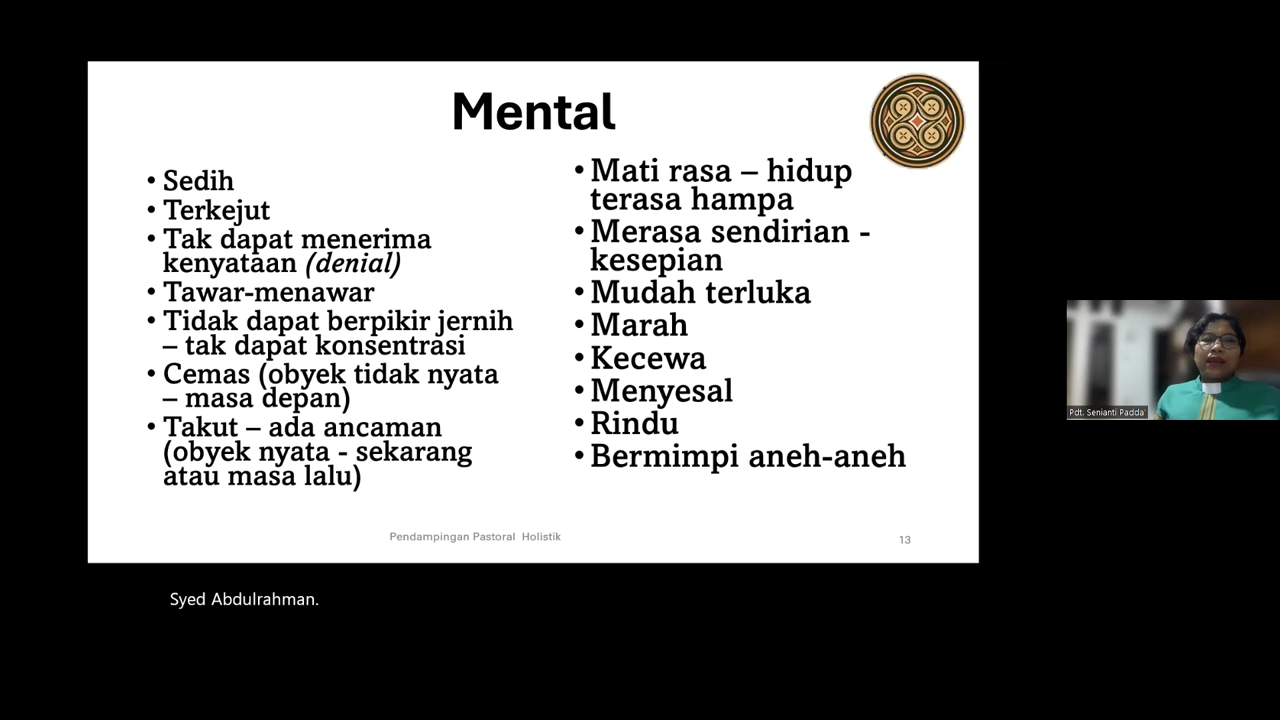 Mental
• Sedih
• Terkejut
• Tak dapat menerima
kenyataan (denial)
• Tawar-menawar
• Tidak dapat berpikir jernih
– tak dapat konsentrasi
• Cemas (obyek tidak nyata
– masa depan)
• Takut – ada ancaman
(obyek nyata - sekarang
atau masa lalu)
• Mati rasa – hidup
terasa hampa
• Merasa sendirian -
kesepian
• Mudah terluka
• Marah
• Kecewa
• Menyesal
• Rindu
• Bermimpi aneh-aneh
Pendampingan Pastoral Holistik
13
Pdt. Senianti Padda'
Syed Abdulrahman.